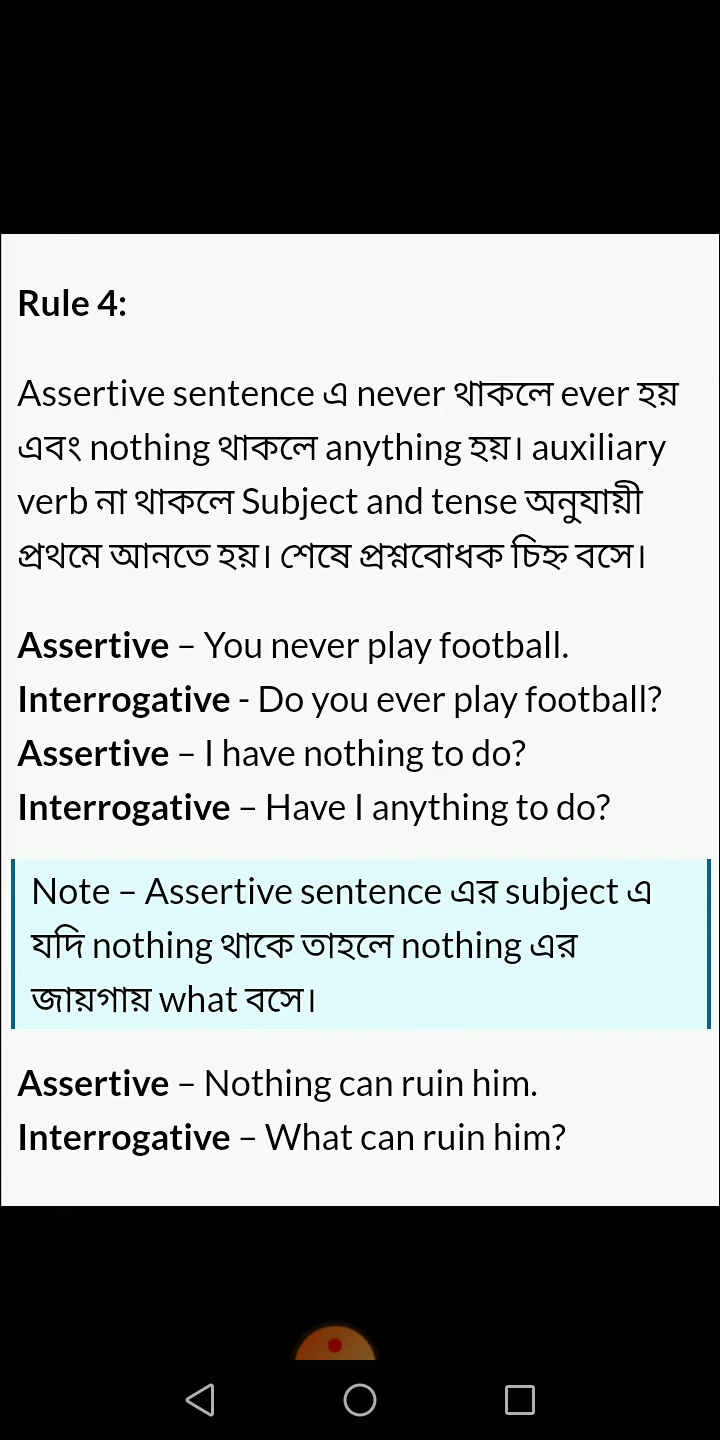 Rule 4:
Assertive sentence এ never থাকলে ever হয়
এবং nothing থাকলে anything হয়। auxiliary
verb না থাকলে Subject and tense অনুযায়ী
প্রথমে আনতে হয়। শেষে প্রশ্নবোধক চিহ্ন বসে।
Assertive – You never play football.
Interrogative - Do you ever play football?
Assertive – I have nothing to do?
Interrogative – Have I anything to do?
Note – Assertive sentence এর subject এ
যদি nothing থাকে তাহলে nothing এর
জায়গায় what বসে।
Assertive – Nothing can ruin him.
Interrogative – What can ruin him?